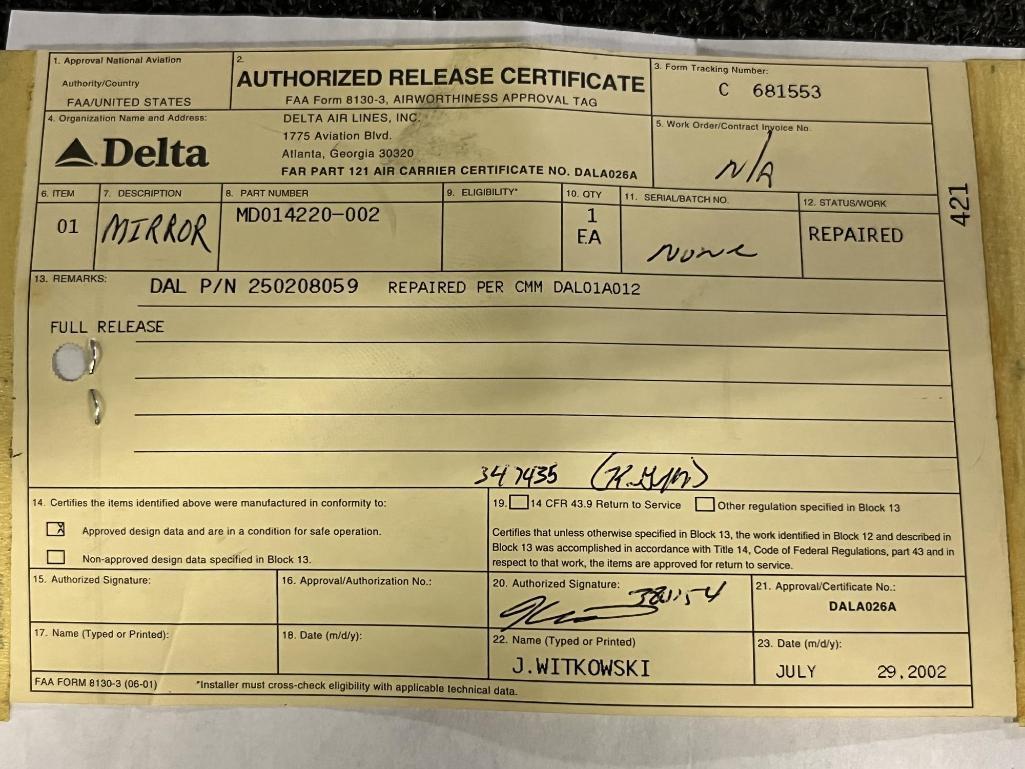 1. Approval National Aviation
Authority/Country
FAA/UNITED STATES
2.
AUTHORIZED RELEASE CERTIFICATE
FAA Form 8130-3, AIRWORTHINESS APPROVAL TAG
3. Form Tracking Number:
C 681553
4. Organization Name and Address:
Delta
DELTA AIR LINES, INC.
1775 Aviation Blvd.
Atlanta, Georgia 30320
FAR PART 121 AIR CARRIER CERTIFICATE NO. DALA026A
5. Work Order/Contract Invoice No.
N/A
6. ITEM
01
7. DESCRIPTION
MIRROR
8. PART NUMBER
MD014220-002
9. ELIGIBILITY*
10. QTY
1
EA
11. SERIAL/BATCH NO.
NONE
12. STATUS/WORK
REPAIRED
421
13. REMARKS:
DAL P/N 250208059 REPAIRED PER CMM DAL01A012
FULL RELEASE
347435
14. Certifies the items identified above were manufactured in conformity to:
X Approved design data and are in a condition for safe operation.
Non-approved design data specified in Block 13.
19. 14 CFR 43.9 Return to Service Other regulation specified in Block 13
Certifies that unless otherwise specified in Block 13, the work identified in Block 12 and described in
Block 13 was accomplished in accordance with Title 14, Code of Federal Regulations, part 43 and in
respect to that work, the items are approved for return to service.
15. Authorized Signature:
16. Approval/Authorization No.:
20. Authorized Signature:
21. Approval/Certificate No.:
DALA026A
17. Name (Typed or Printed):
18. Date (m/d/y):
22. Name (Typed or Printed)
J.WITKOWSKI
23. Date (m/d/y):
JULY 29,2002
FAA FORM 8130-3 (06-01)
*Installer must cross-check eligibility with applicable technical data.